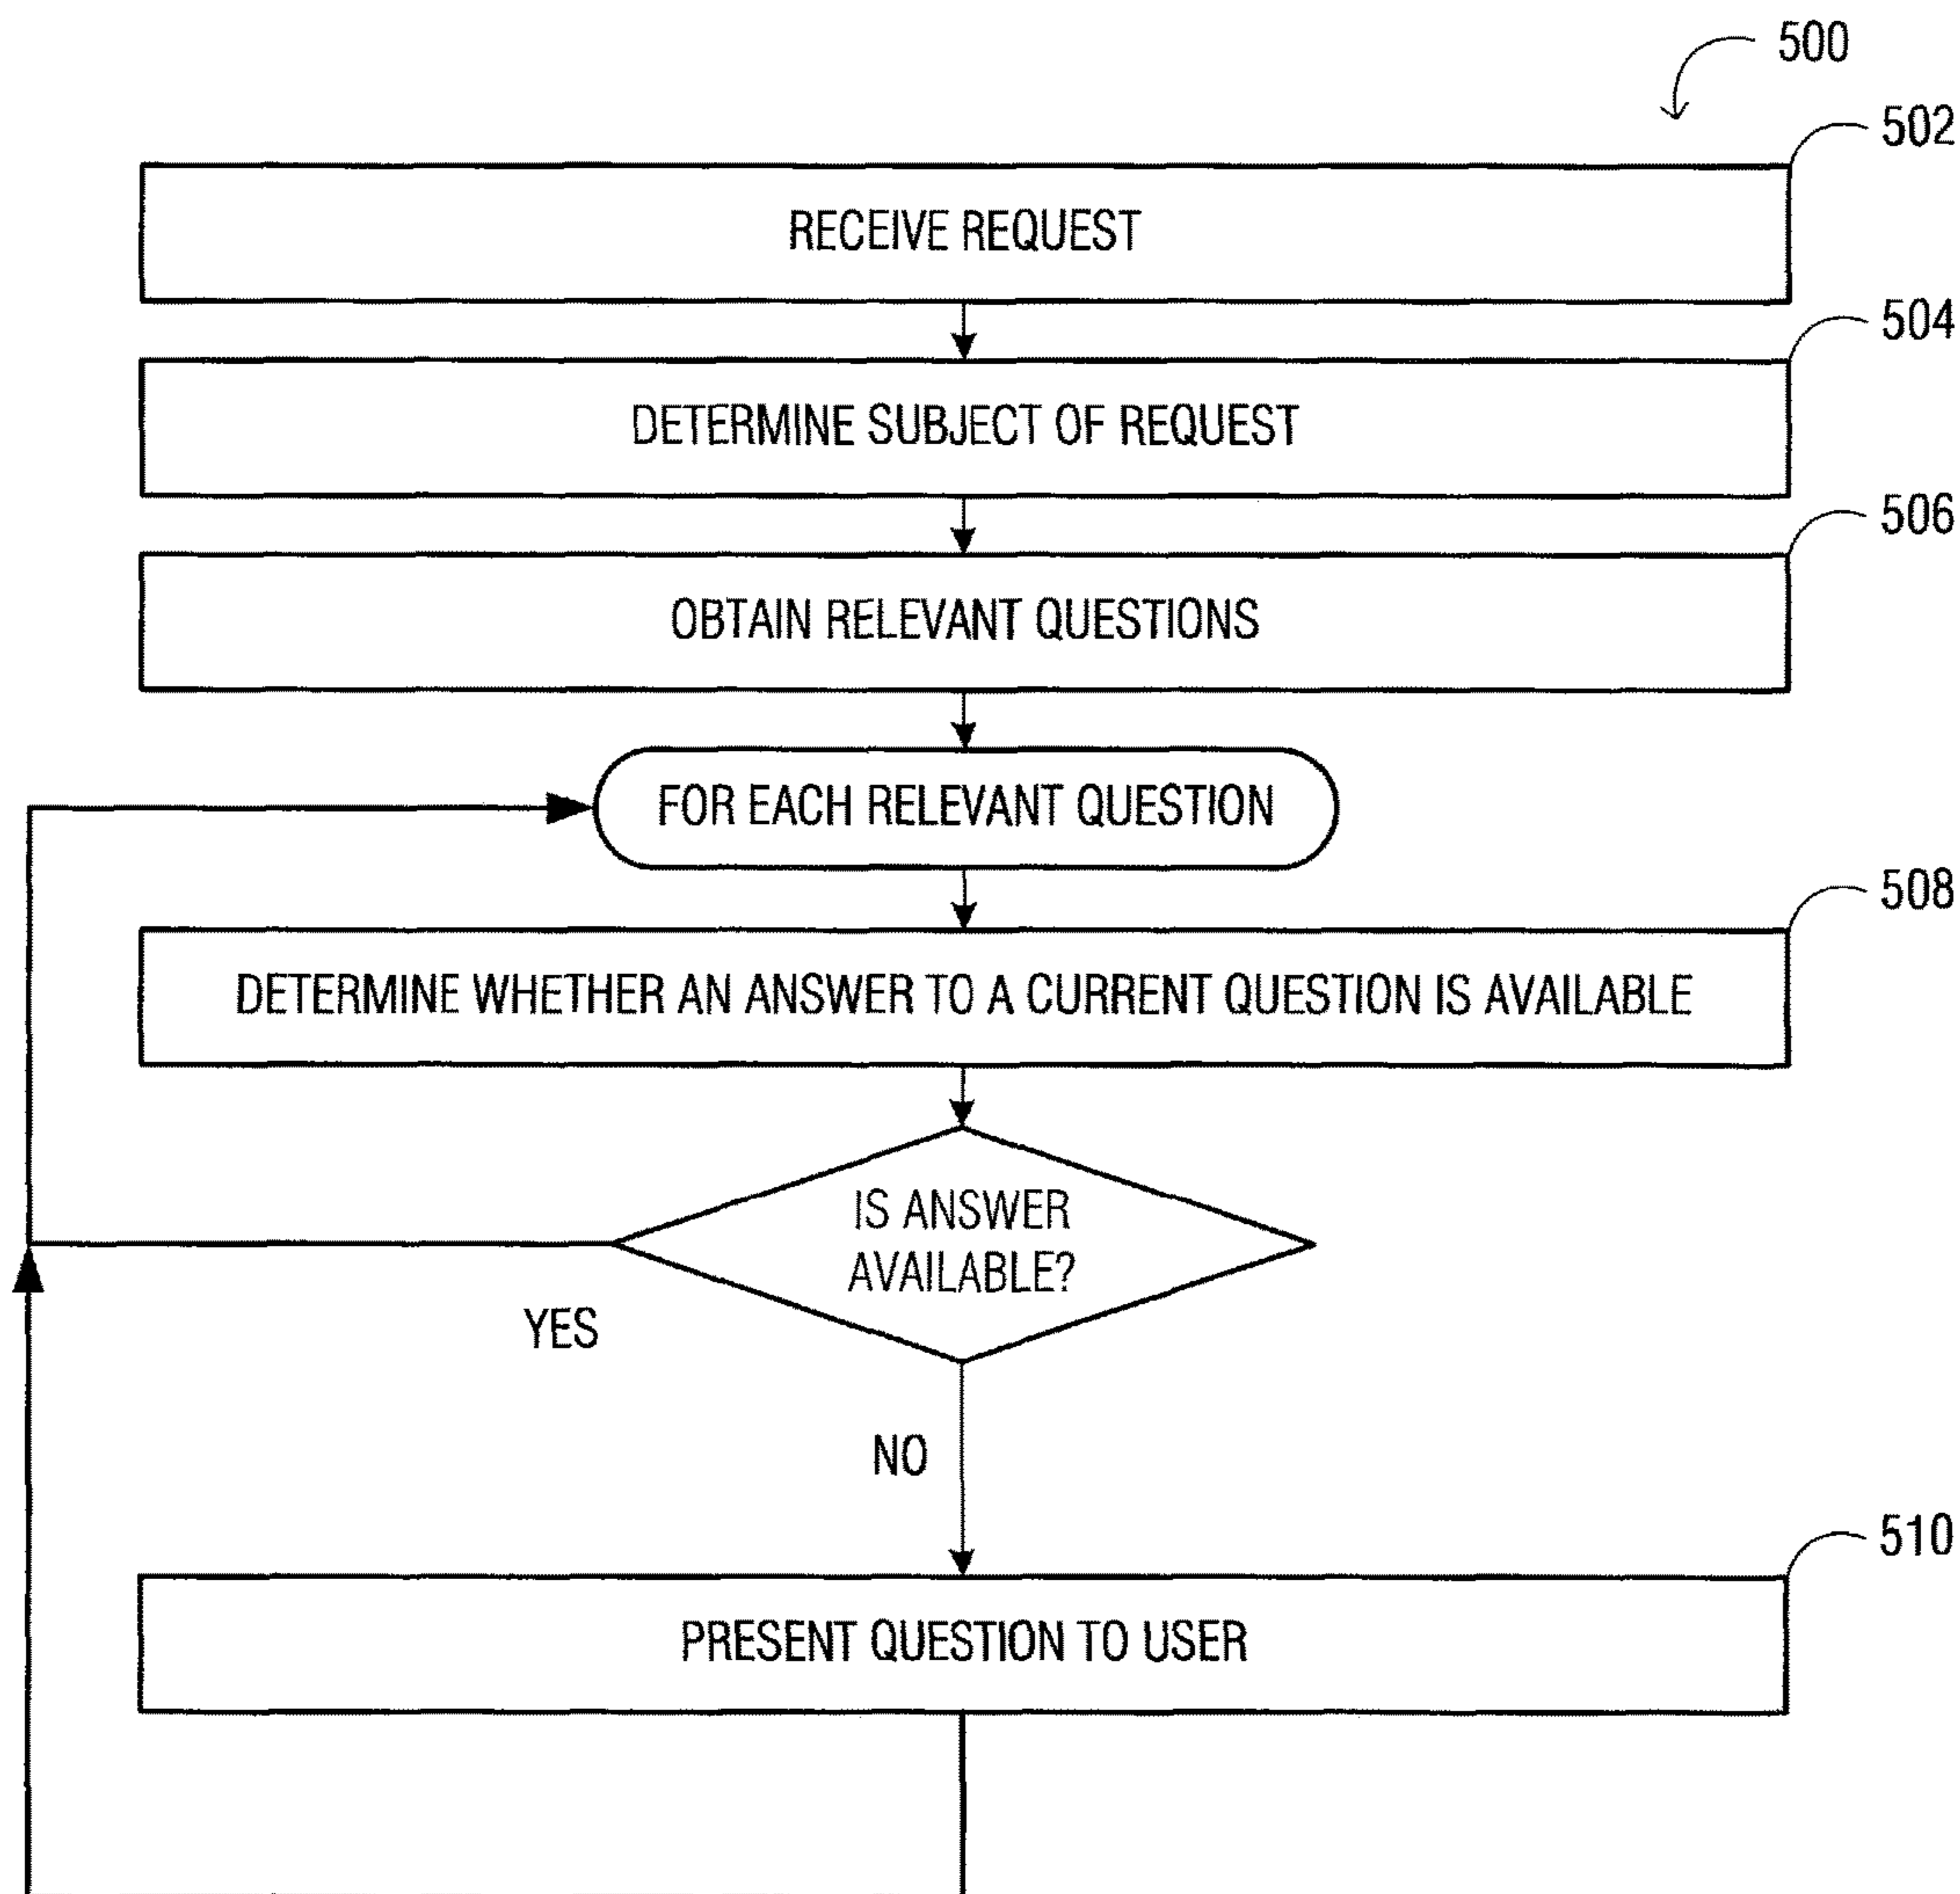 500
502
RECEIVE REQUEST
504
DETERMINE SUBJECT OF REQUEST
506
OBTAIN RELEVANT QUESTIONS
FOR EACH RELEVANT QUESTION
508
DETERMINE WHETHER AN ANSWER TO A CURRENT QUESTION IS AVAILABLE
IS ANSWER
AVAILABLE?
YES
NO
510
PRESENT QUESTION TO USER